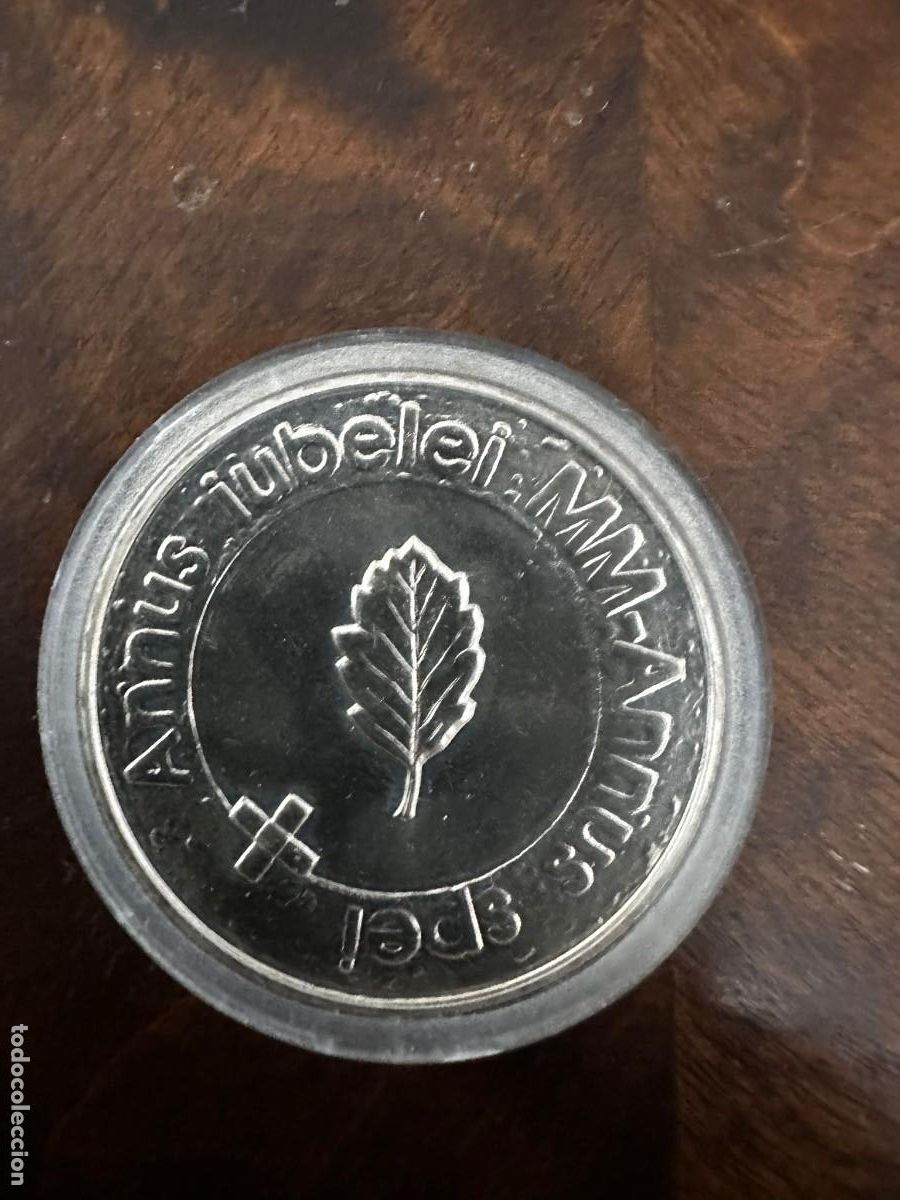 Annus iubelei : MM-Annus spei
todocoleccion